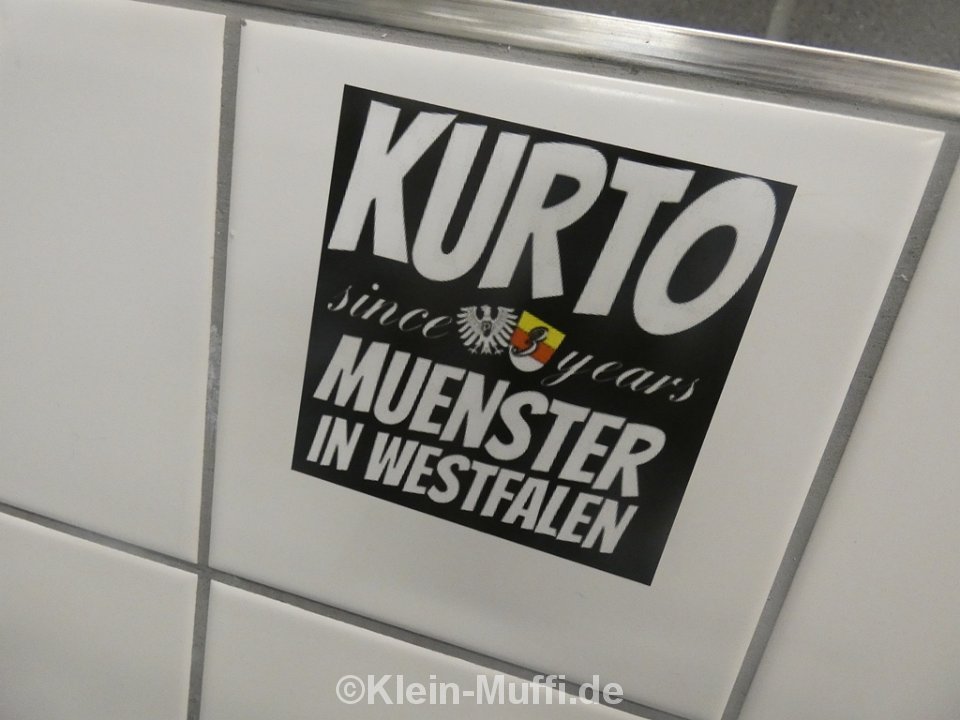 KURTO
since 3 years
MUENSTER
IN WESTFALEN
©Klein-Muffi.de